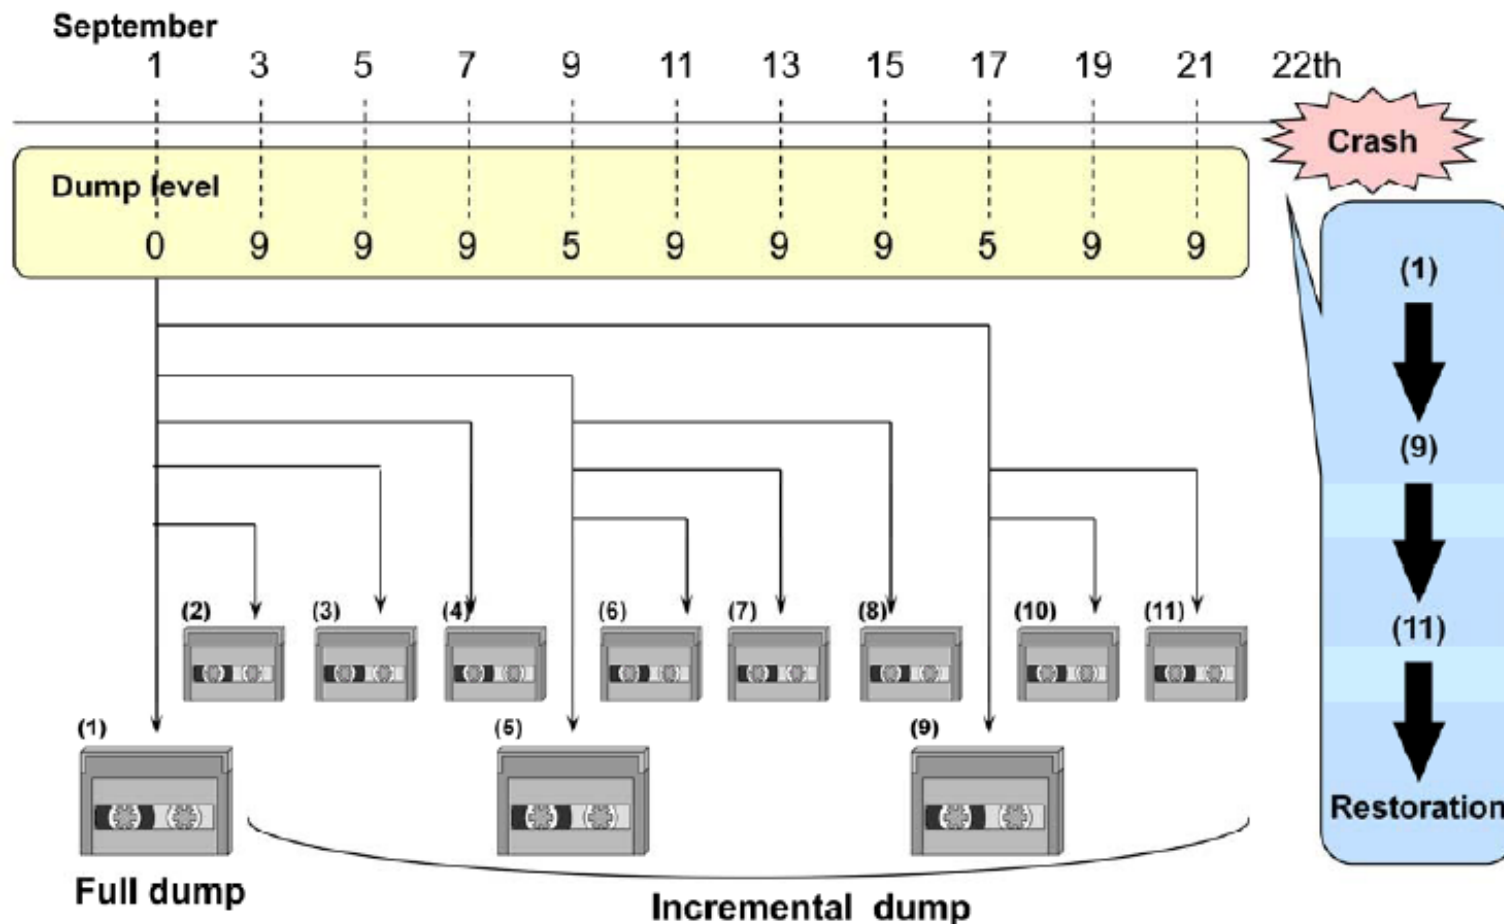 September
1 3 5 7 9 11 13 15 17 19 21 22th
Crash
Dump level
0 9 9 9 5 9 9 9 5 9 9
(1)
(9)
(11)
Restoration
(2) (3) (4) (6) (7) (8) (10) (11)
(1) (5) (9)
Full dump
Incremental dump